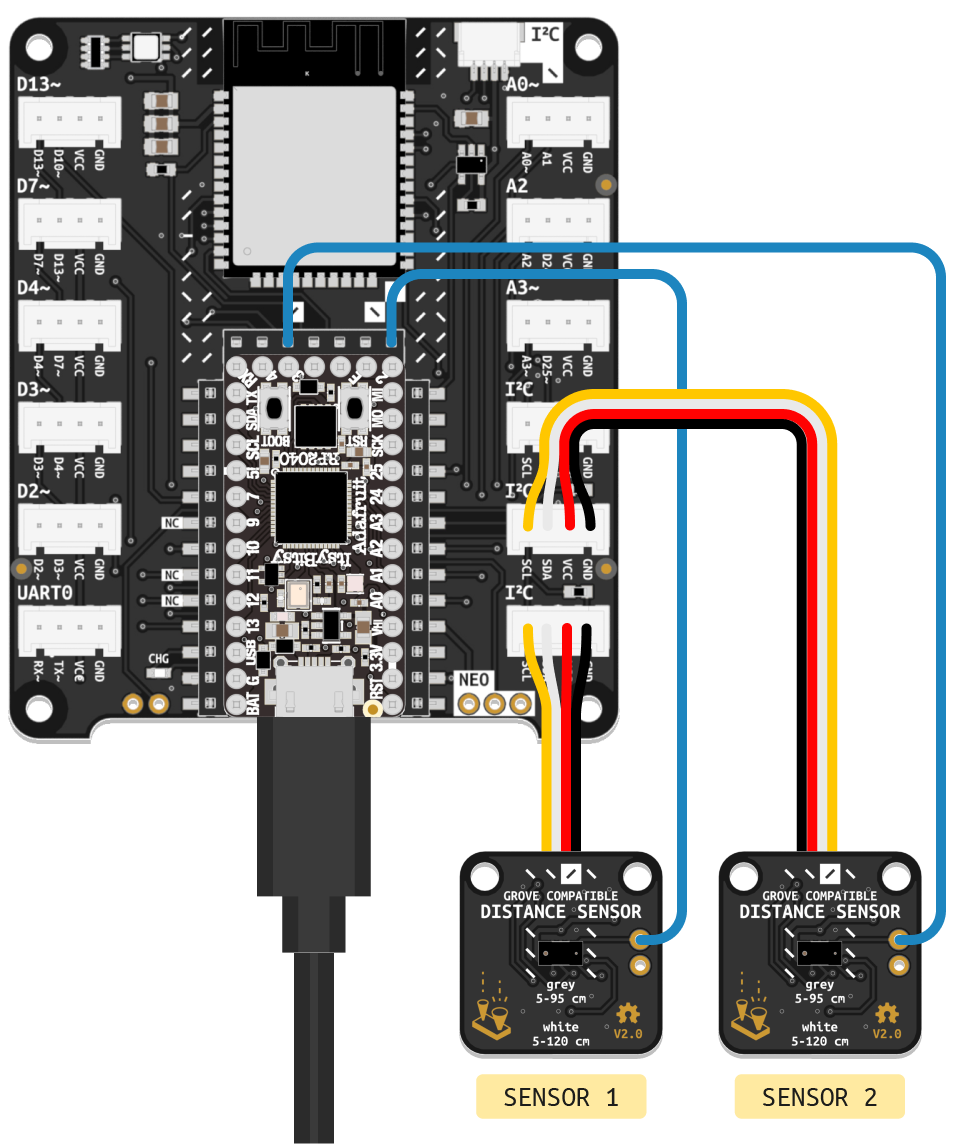 I²C
K
D13~
D13~ D10~ VCC GND
A0~
A0~ A1 VCC GND
D7~
D7~ D13~ VCC GND
A2
A2 GND
D4~
D4~ D7~ VCC GND
A3~
A3~ D25~ VCC GND
D3~
D3~ D4~ VCC GND
I²C
SCL GND
D2~
D2~ D3~ VCC GND
I²C
SCL SDA VCC GND
UART0
RX~ TX~ VCC GND
I²C
SCL
NC
NC
NC
CHG
NEO
TX
SDA
SCL
5!
7
9
10
11
12
13
USB
G
BAT
2
MI
MO
SCK
25
24
A3
A2
A1
A0
VHI
3.3V
RST
BOOT
RST
RP2040
Adafruit
ItsyBitsy
GROVE COMPATIBLE
DISTANCE SENSOR
grey
5-95 cm
white
5-120 cm
V2.0
SENSOR 1
GROVE COMPATIBLE
DISTANCE SENSOR
grey
5-95 cm
white
5-120 cm
V2.0
SENSOR 2